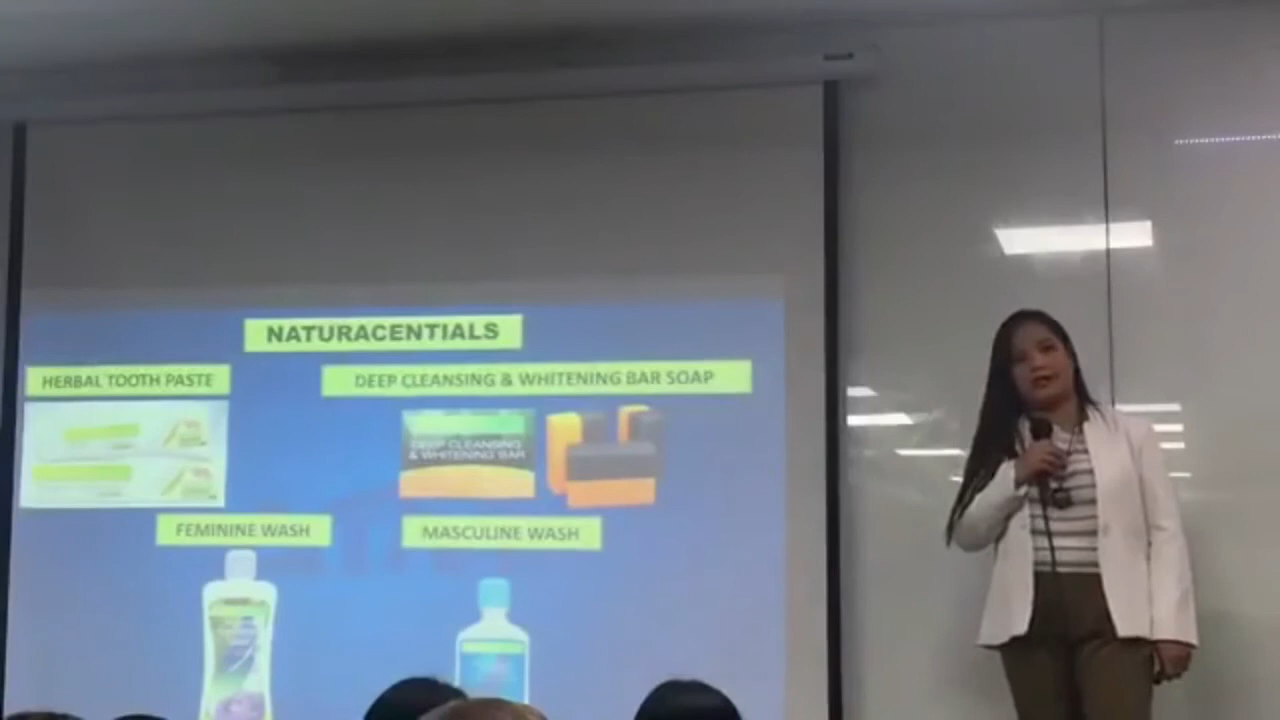 NATURACENTIALS
HERBAL TOOTH PASTE
DEEP CLEANSING & WHITENING BAR SOAP
DEEP CLEANSING
& WHITENING BAR
FEMININE WASH
MASCULINE WASH